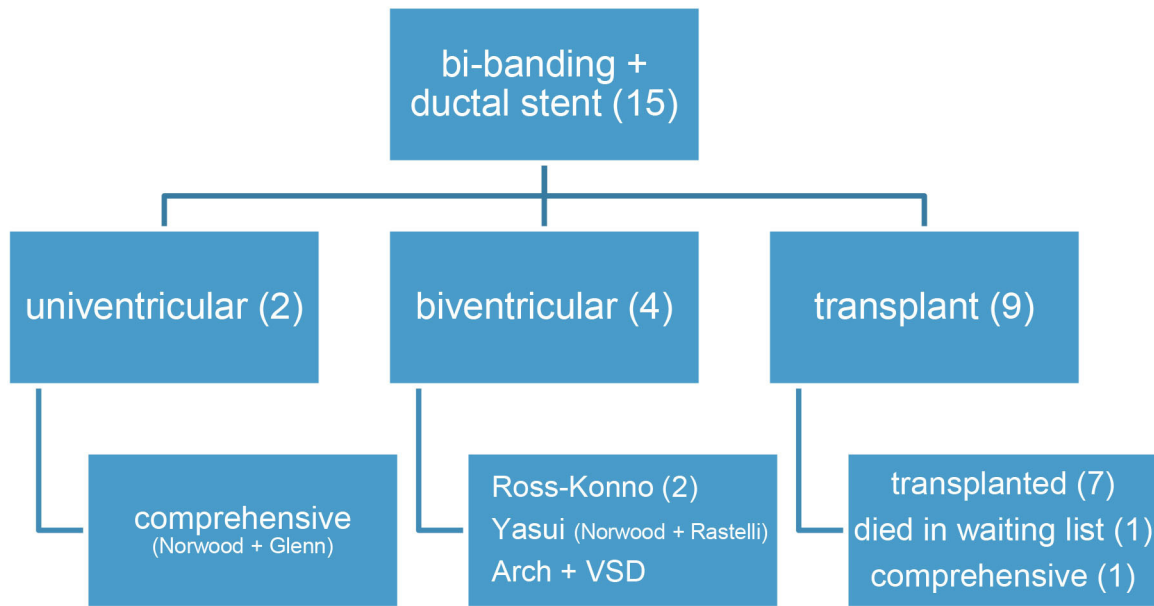 bi-banding +
ductal stent (15)
univentricular (2)
biventricular (4)
transplant (9)
comprehensive
(Norwood + Glenn)
Ross-Konno (2)
Yasui (Norwood + Rastelli)
Arch + VSD
transplanted (7)
died in waiting list (1)
comprehensive (1)